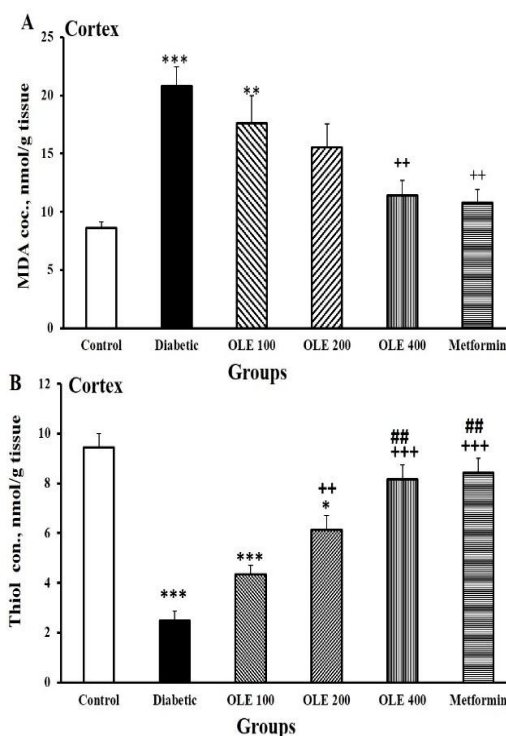 A
Cortex
MDA coc., nmol/g tissue
25
20
15
10
5
0
***
**
++
++
Control Diabetic OLE 100 OLE 200 OLE 400 Metformin
Groups
B
Cortex
Thiol con., nmol/g tissue
12
10
8
6
4
2
0
***
***
++
*
##
+++
##
+++
Control Diabetic OLE 100 OLE 200 OLE 400 Metformin
Groups